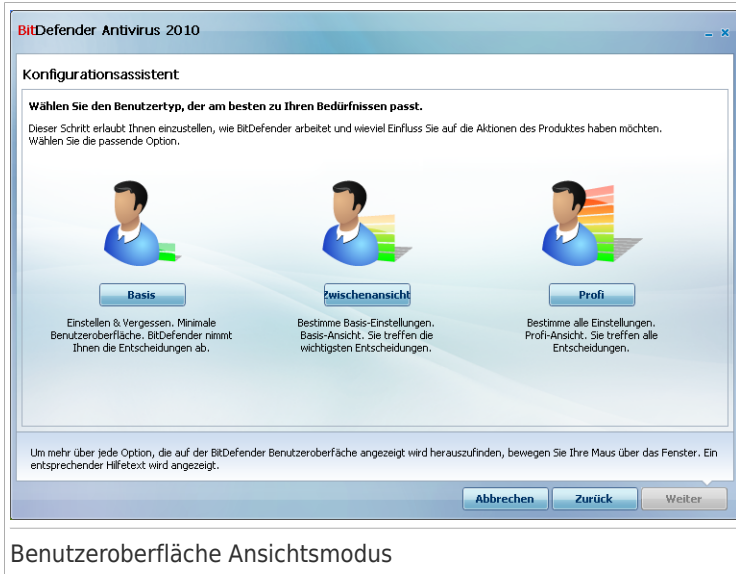 BitDefender Antivirus 2010
Konfigurationsassistent
Wählen Sie den Benutzertyp, der am besten zu Ihren Bedürfnissen passt.
Dieser Schritt erlaubt Ihnen einzustellen, wie BitDefender arbeitet und wieviel Einfluss Sie auf die Aktionen des Produktes haben möchten.
Wählen Sie die passende Option.
Basis
Einstellen & Vergessen. Minimale
Benutzeroberfläche. BitDefender nimmt
Ihnen die Entscheidungen ab.
Zwischenansicht
Bestimme Basis-Einstellungen.
Basis-Ansicht. Sie treffen die
wichtigsten Entscheidungen.
Profi
Bestimme alle Einstellungen.
Profi-Ansicht. Sie treffen alle
Entscheidungen.
Um mehr über jede Option, die auf der BitDefender Benutzeroberfäche angezeigt wird herauszufinden, bewegen Sie Ihre Maus über das Fenster. Ein
entsprechender Hilfetext wird angezeigt.
Abbrechen Zurück Weiter
Benutzeroberfläche Ansichtsmodus